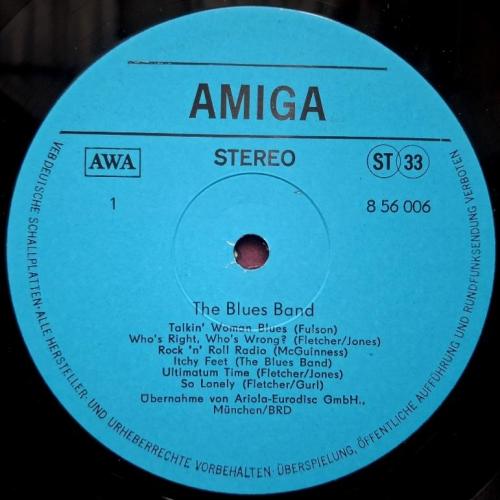 AMIGA
AWA
STEREO
ST 33
1
8 56 006
The Blues Band
Talkin' Woman Blues (Fulson)
Who's Right, Who's Wrong? (Fletcher/Jones)
Rock 'n' Roll Radio (McGuinness)
Itchy Feet (The Blues Band)
Ultimatum Time (Fletcher/Jones)
So Lonely (Fletcher/Gurl)
Übernahme von Ariola-Eurodisc GmbH.,
München/BRD
VEB DEUTSCHE SCHALLPLATTEN · ALLE HERSTELLER- UND URHEBERRECHTE VORBEHALTEN · ÜBERSPIELUNG, ÖFFENTLICHE AUFFÜHRUNG UND RUNDFUNKSENDUNG VERBOTEN